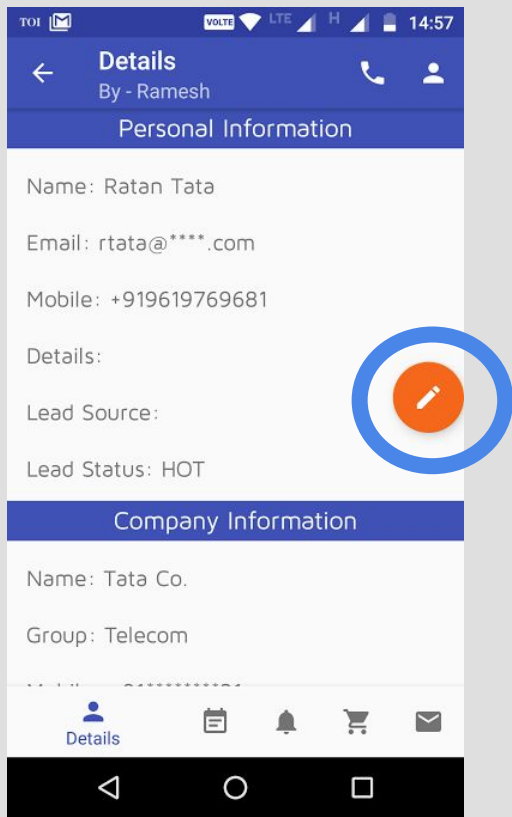 TOI VOLTE LTE H 14:57
Details
By - Ramesh
Personal Information
Name: Ratan Tata
Email: rtata@****.com
Mobile: +919619769681
Details:
Lead Source:
Lead Status: HOT
Company Information
Name: Tata Co.
Group: Telecom
Details